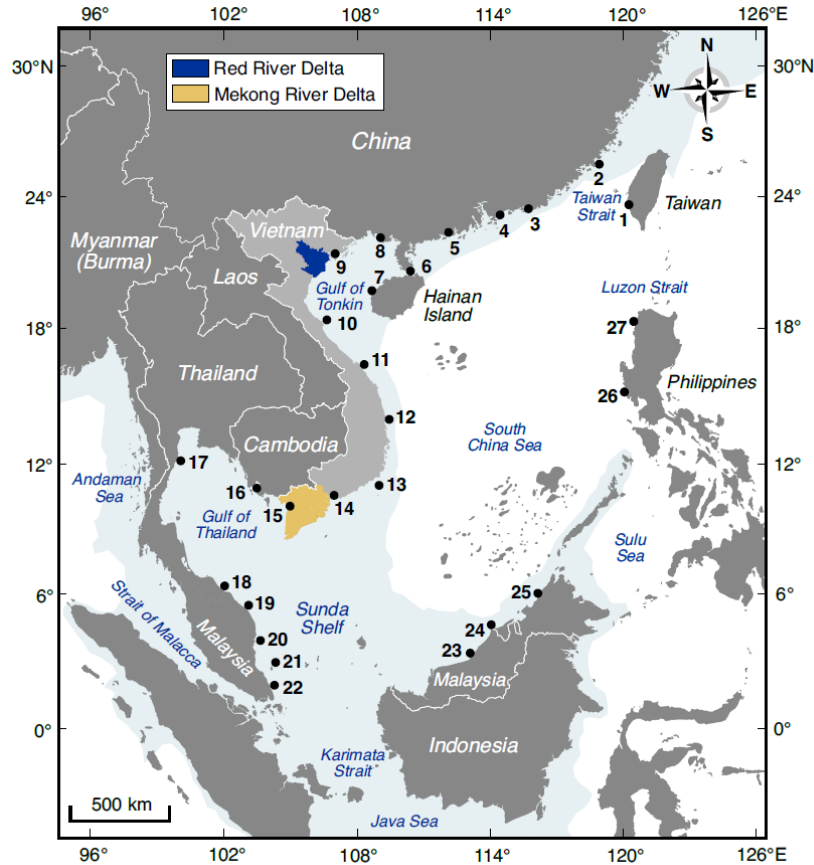 96° 102° 108° 114° 120° 126°E
30°N
30°N
Red River Delta
Mekong River Delta
N
W
E
S
China
2
24°
24°
Taiwan
Strait
1
Taiwan
3
4
5
8
Vietnam
Myanmar
(Burma)
Laos
9
7
6
Gulf of
Tonkin
Hainan
Island
Luzon Strait
10
18°
18°
27
11
Thailand
Philippines
26
12
South
China Sea
Cambodia
17
12°
12°
Andaman
Sea
16
13
15
14
Gulf of
Thailand
Sulu
Sea
18
6°
6°
25
19
Strait of Malacca
Sunda
Shelf
20
24
Malaysia
21
23
22
Malaysia
0°
0°
Indonesia
Karimata
Strait
500 km
Java Sea
96° 102° 108° 114° 120° 126°E